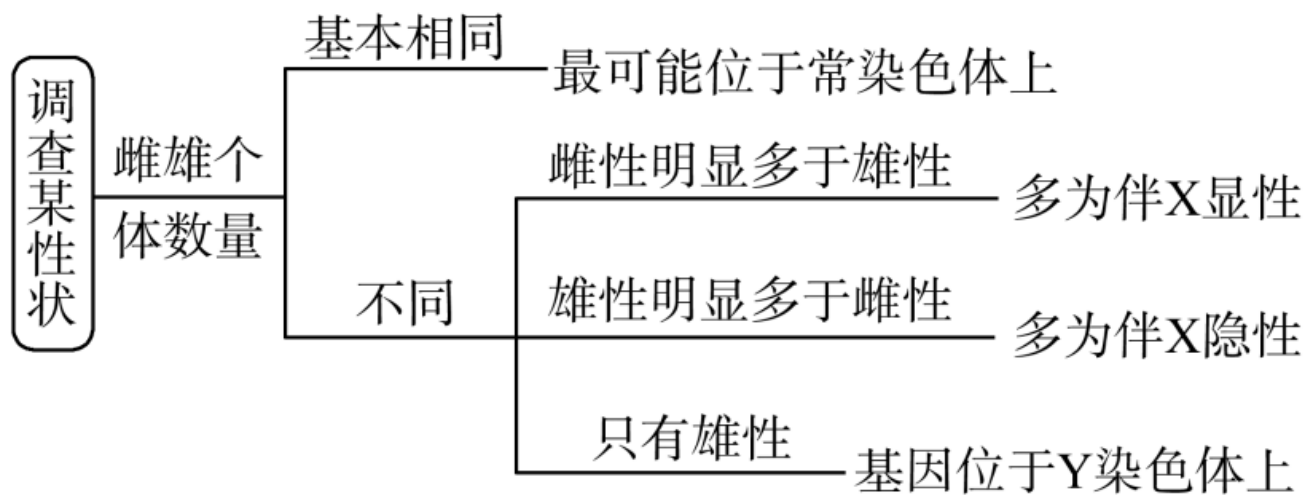 调查某性状
雌雄个
体数量
基本相同
最可能位于常染色体上
不同
雌性明显多于雄性
多为伴X显性
雄性明显多于雌性
多为伴X隐性
只有雄性
基因位于Y染色体上